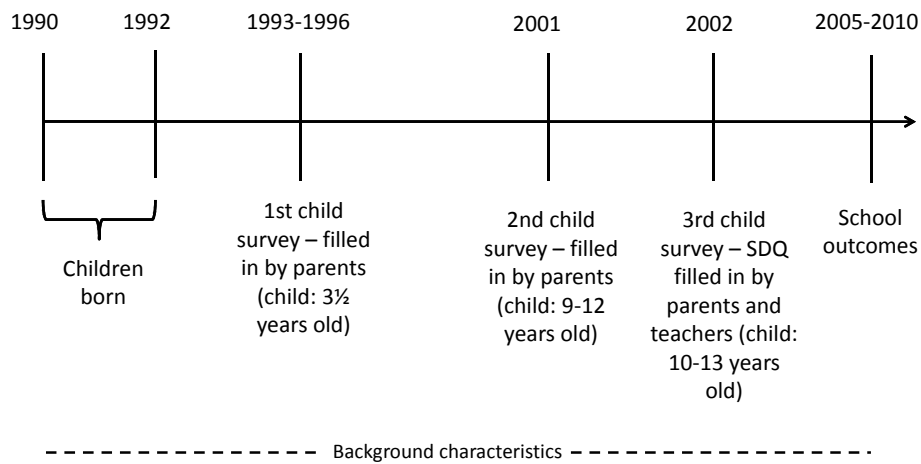 1990
1992
1993-1996
2001
2002
2005-2010
Children
born
1st child
survey – filled
in by parents
(child: 3½
years old)
2nd child
survey – filled
in by parents
(child: 9-12
years old)
3rd child
survey – SDQ
filled in by
parents and
teachers (child:
10-13 years
old)
School
outcomes
Background characteristics